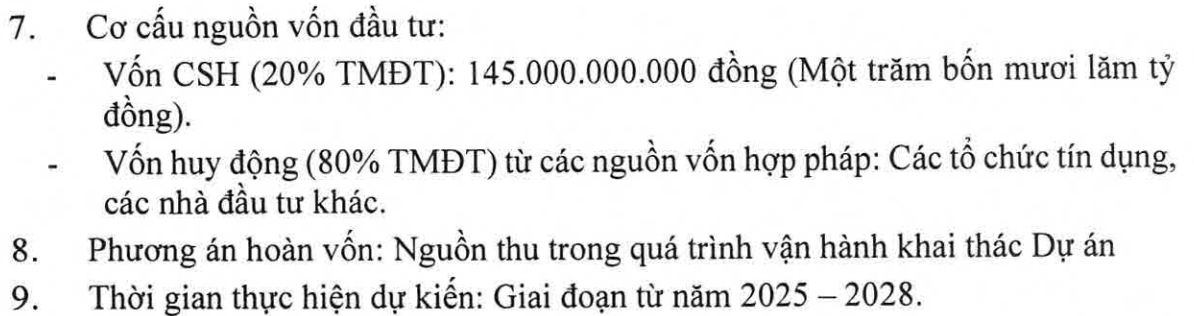 7. Cơ cấu nguồn vốn đầu tư:
- Vốn CSH (20% TMĐT): 145.000.000.000 đồng (Một trăm bốn mươi lăm tỷ
đồng).
- Vốn huy động (80% TMĐT) từ các nguồn vốn hợp pháp: Các tổ chức tín dụng,
các nhà đầu tư khác.
8. Phương án hoàn vốn: Nguồn thu trong quá trình vận hành khai thác Dự án
9. Thời gian thực hiện dự kiến: Giai đoạn từ năm 2025 – 2028.